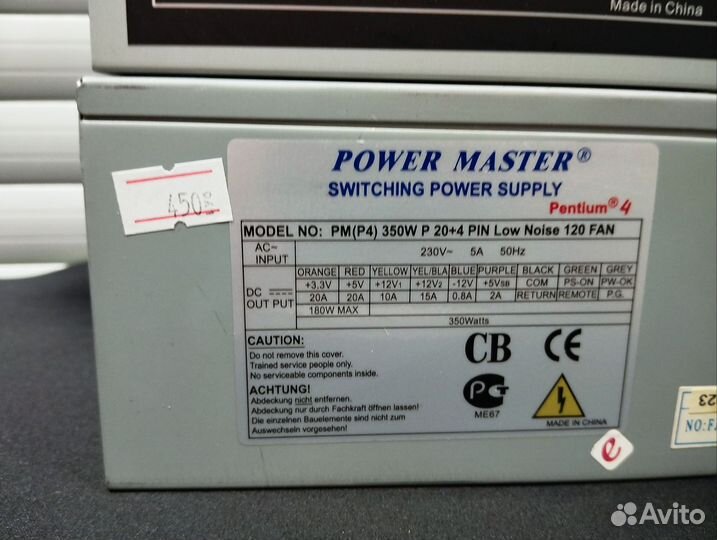 Made in China
450
POWER MASTER®
SWITCHING POWER SUPPLY
Pentium® 4
MODEL NO: PM(P4) 350W P 20+4 PIN Low Noise 120 FAN
AC~ INPUT 230V~ 5A 50Hz
ORANGE RED YELLOW YEL/BLA BLUE PURPLE BLACK GREEN GREY
DC +3.3V +5V +12V1 +12V2 -12V +5VSB COM PS-ON PW-OK
OUT PUT 20A 20A 10A 15A 0.8A 2A RETURN REMOTE P.G.
180W MAX
350Watts
CAUTION:
Do not remove this cover.
Trained service people only.
No serviceable components inside.
ACHTUNG!
Abdeckung nicht entfernen.
Abdeckung nur durch Fachkraft öffnen lassen.
Die einzelnen Bauelemente sind nicht zum
Auswechseln vorgesehen!
CB CE
РСТ
ME67
MADE IN CHINA
e
23
NO:F
Avito